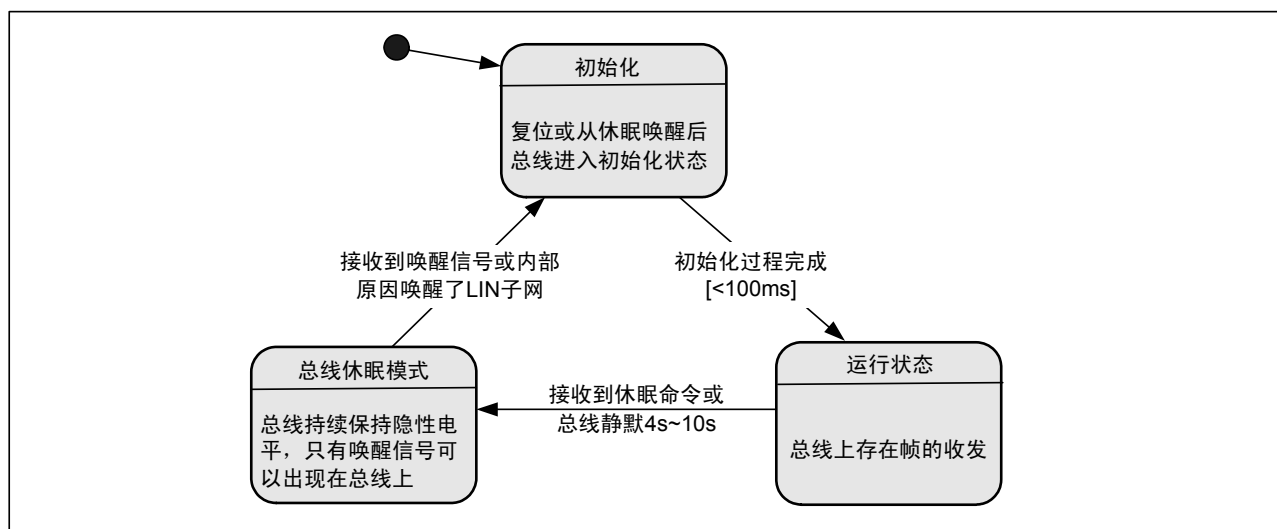 初始化
复位或从休眠唤醒后
总线进入初始化状态
接收到唤醒信号或内部
原因唤醒了LIN子网
初始化过程完成
[<100ms]
总线休眠模式
总线持续保持隐性电
平，只有唤醒信号可
以出现在总线上
接收到休眠命令或
总线静默4s~10s
运行状态
总线上存在帧的收发